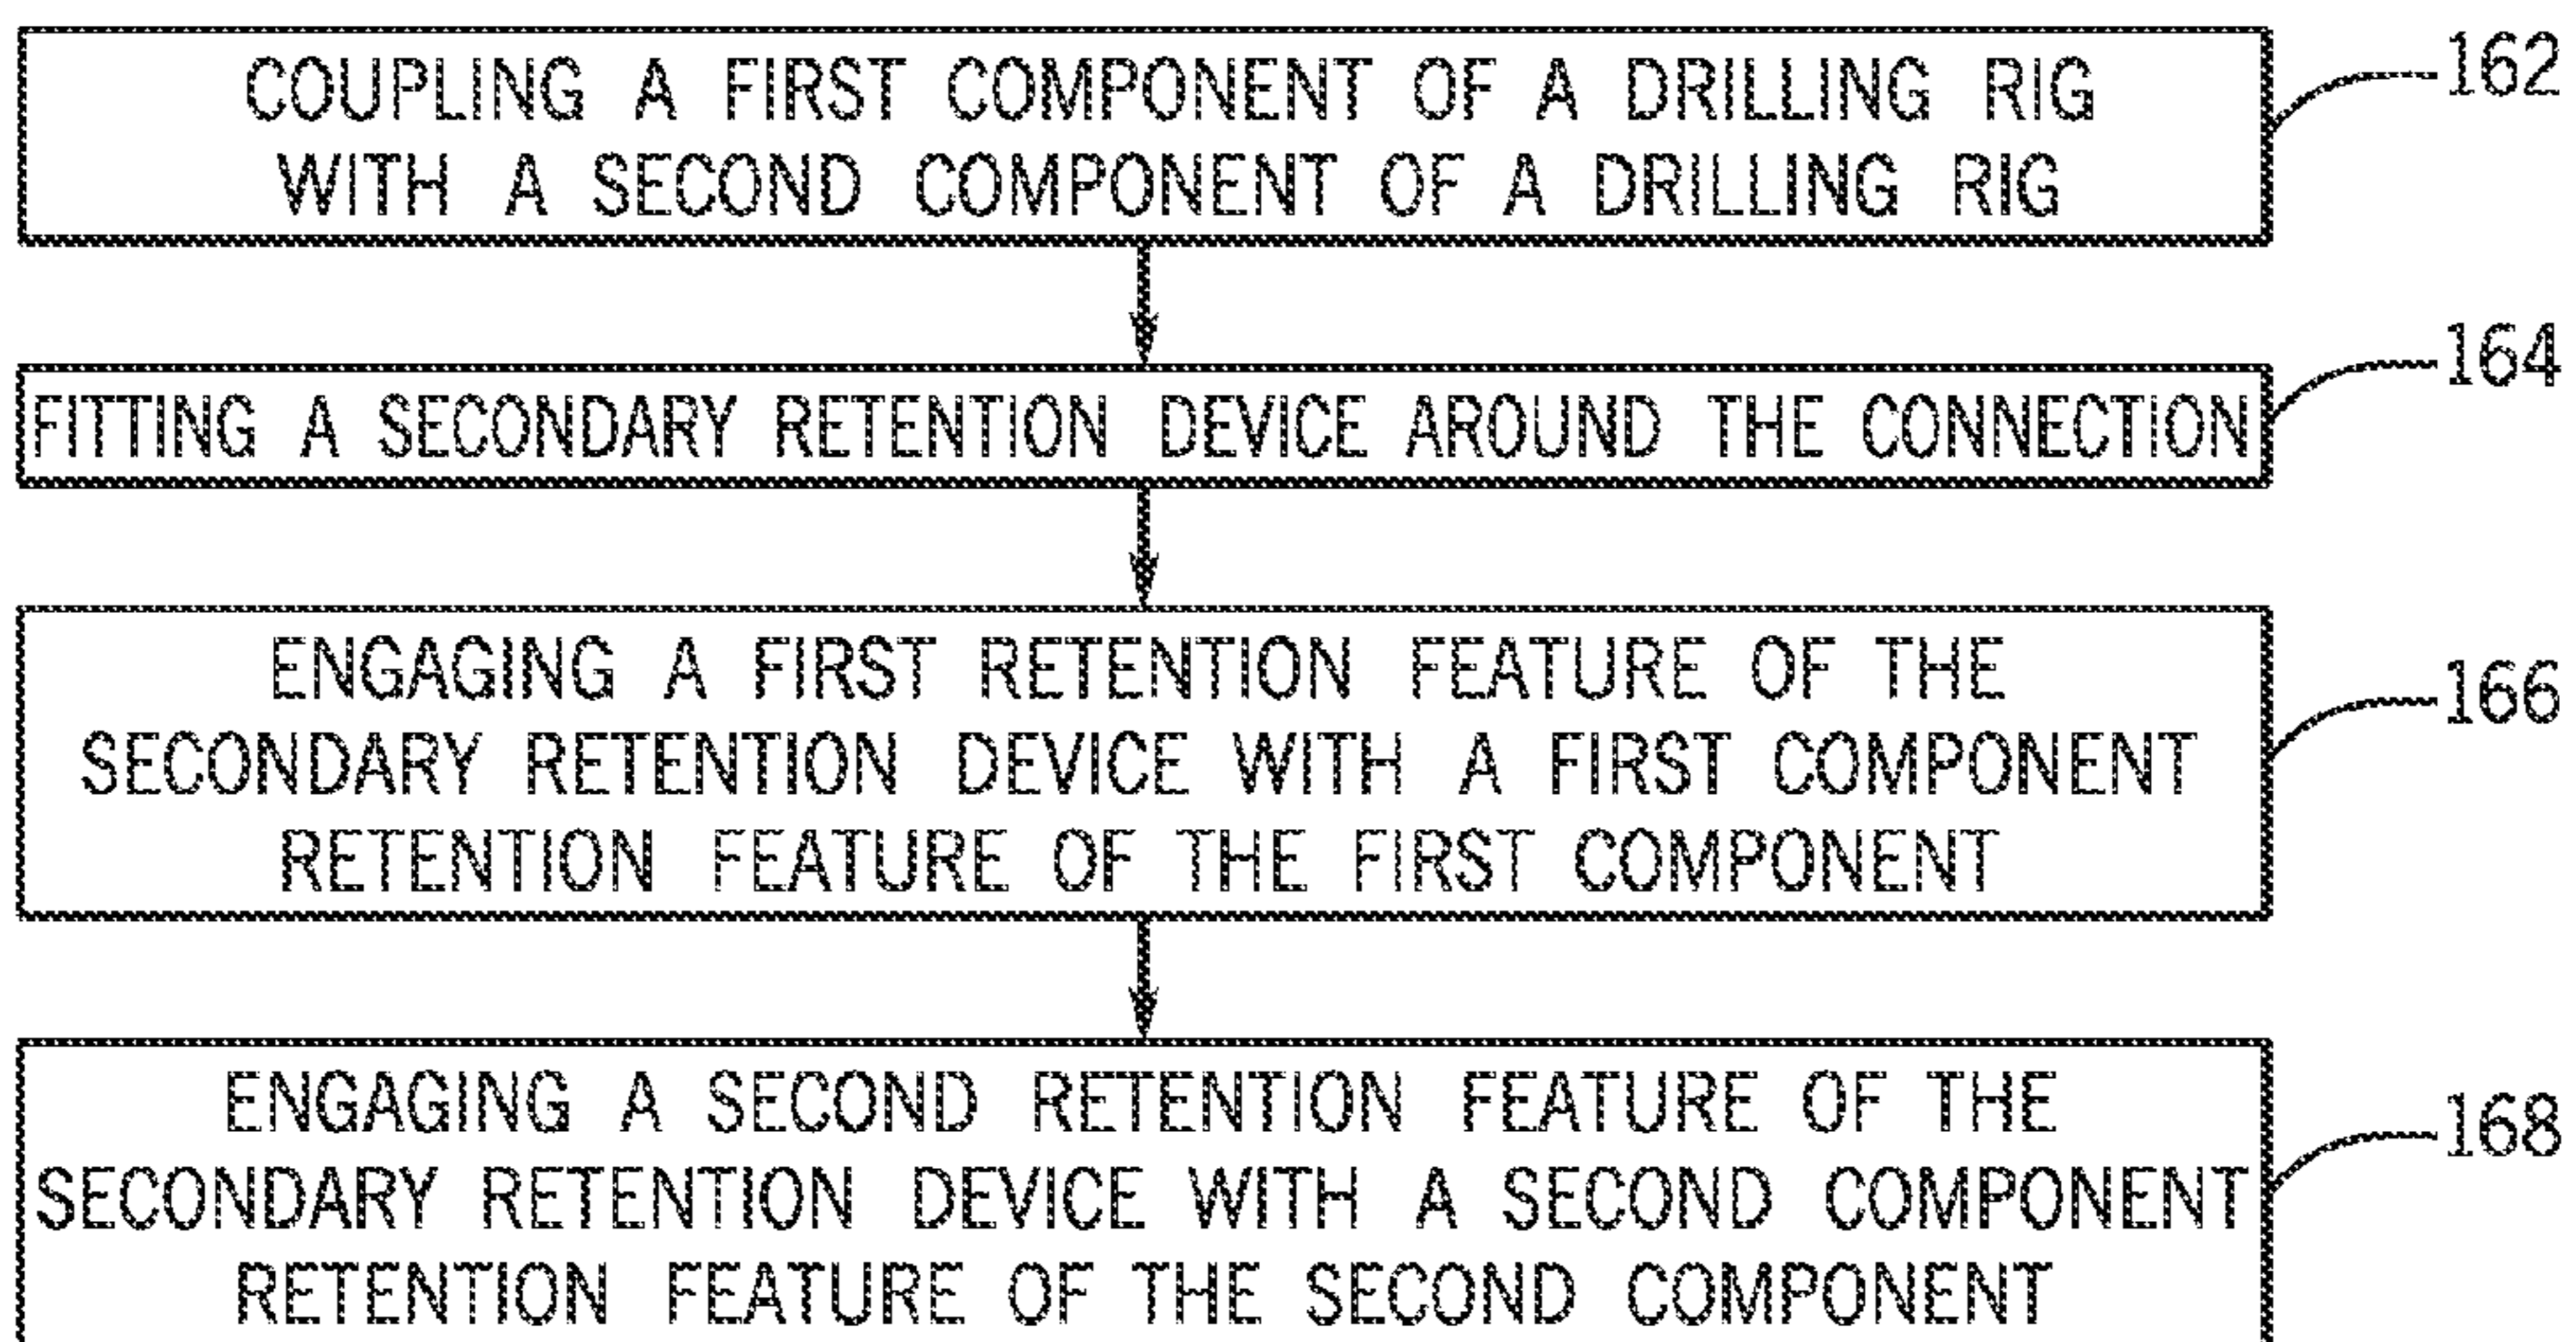 COUPLING A FIRST COMPONENT OF A DRILLING RIG
WITH A SECOND COMPONENT OF A DRILLING RIG
162
FITTING A SECONDARY RETENTION DEVICE AROUND THE CONNECTION
164
ENGAGING A FIRST RETENTION FEATURE OF THE
SECONDARY RETENTION DEVICE WITH A FIRST COMPONENT
RETENTION FEATURE OF THE FIRST COMPONENT
166
ENGAGING A SECOND RETENTION FEATURE OF THE
SECONDARY RETENTION DEVICE WITH A SECOND COMPONENT
RETENTION FEATURE OF THE SECOND COMPONENT
168